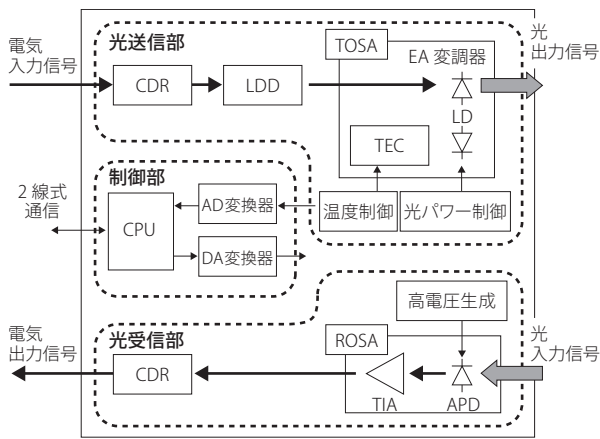 電気
入力信号
光送信部
TOSA
EA 変調器
光
出力信号
CDR
LDD
LD
TEC
温度制御
光パワー制御
制御部
2 線式
通信
CPU
AD変換器
DA変換器
高電圧生成
電気
出力信号
光受信部
ROSA
光
入力信号
CDR
TIA
APD